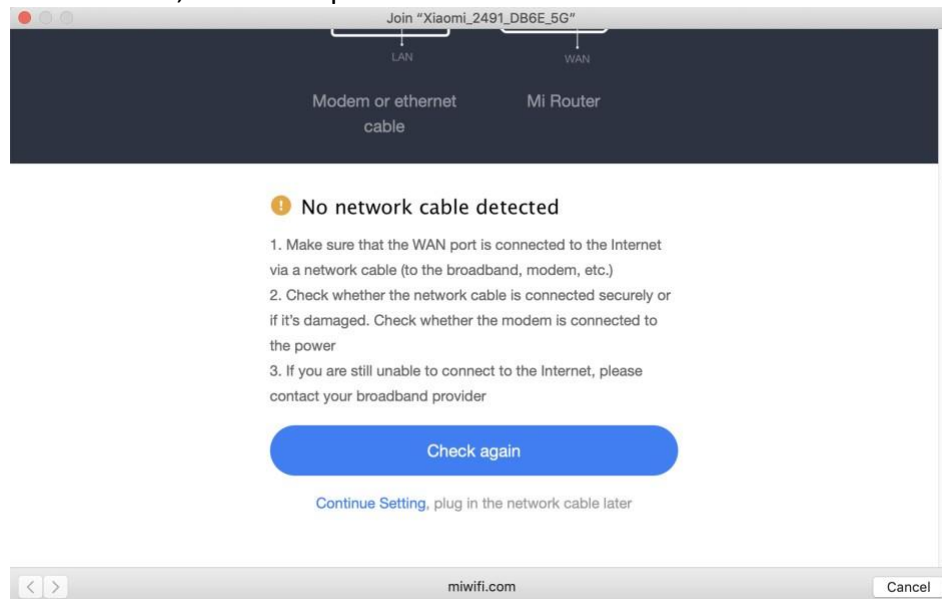 Join “Xiaomi_2491_DB6E_5G”
LAN
WAN
Modem or ethernet
cable
Mi Router
No network cable detected
1. Make sure that the WAN port is connected to the Internet
via a network cable (to the broadband, modem, etc.)
2. Check whether the network cable is connected securely or
if it's damaged. Check whether the modem is connected to
the power
3. If you are still unable to connect to the Internet, please
contact your broadband provider
Check again
Continue Setting, plug in the network cable later
miwifi.com
Cancel